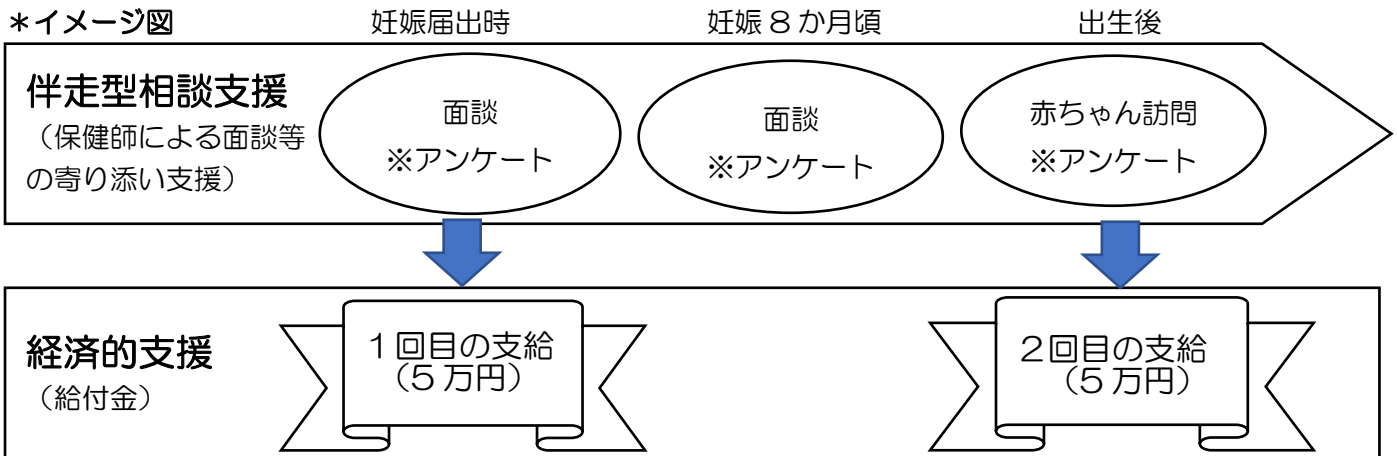 *イメージ図
妊娠届出時
妊娠8か月頃
出生後
伴走型相談支援
（保健師による面談等
の寄り添い支援）
面談
※アンケート
面談
※アンケート
赤ちゃん訪問
※アンケート
経済的支援
（給付金）
1回目の支給
（5万円）
2回目の支給
（5万円）